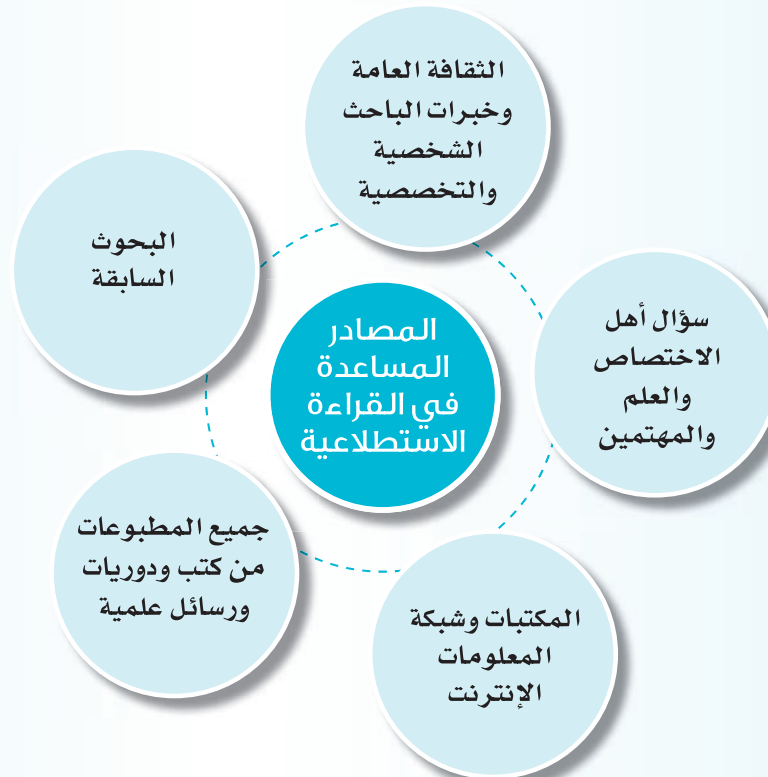 الثقافة العامة
وخبرات الباحث
الشخصية
والتخصصية
سؤال أهل
الاختصاص
والعلم
والمهتمين
المكتبات وشبكة
المعلومات
الإنترنت
جميع المطبوعات
من كتب ودوريات
ورسائل علمية
البحوث
السابقة
المصادر
المساعدة
في القراءة
الاستطلاعية